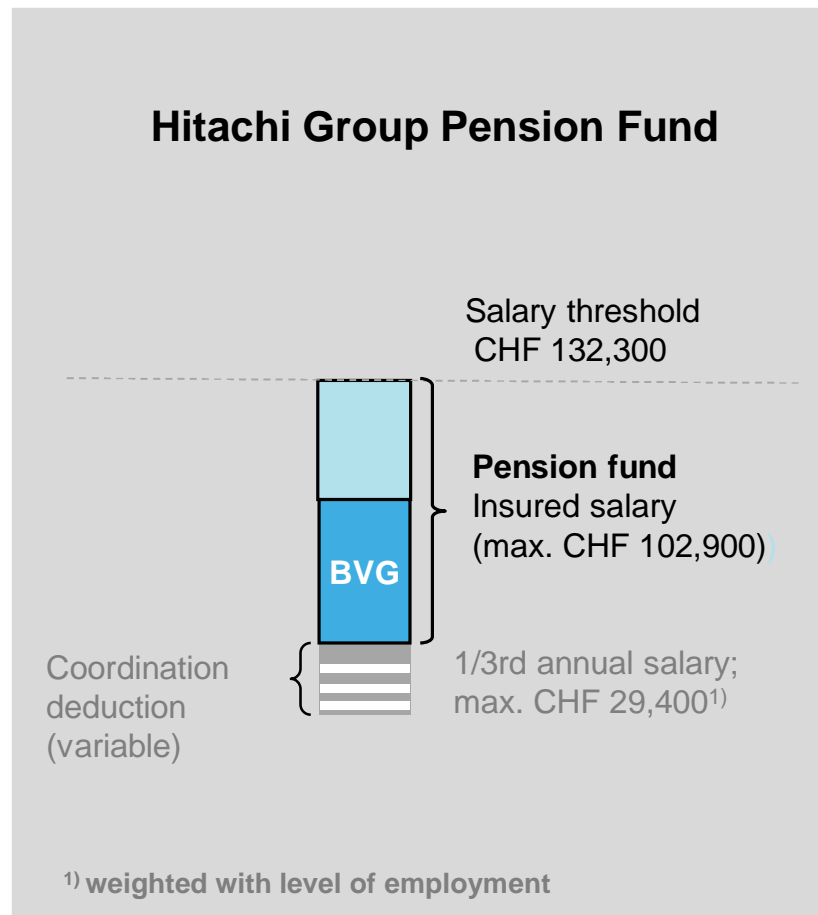 Hitachi Group Pension Fund
Salary threshold
CHF 132,300
Pension fund
Insured salary
(max. CHF 102,900))
BVG
Coordination
deduction
(variable)
1/3rd annual salary;
max. CHF 29,400¹⁾
¹⁾ weighted with level of employment